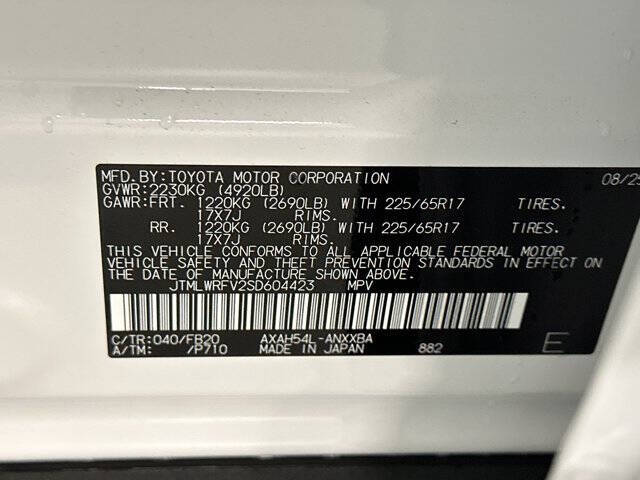 MFD.BY:TOYOTA MOTOR CORPORATION 08/25
GVWR:2230KG (4920LB)
GAWR:FRT. 1220KG (2690LB) WITH 225/65R17 TIRES.
17X7J RIMS.
RR. 1220KG (2690LB) WITH 225/65R17 TIRES.
17X7J RIMS.
THIS VEHICLE CONFORMS TO ALL APPLICABLE FEDERAL MOTOR
VEHICLE SAFETY AND THEFT PREVENTION STANDARDS IN EFFECT ON
THE DATE OF MANUFACTURE SHOWN ABOVE.
JTMLWRFV2SD604423 MPV
C/TR:040/FB20 AXAH54L-ANXXBA
A/TM: /P710 MADE IN JAPAN 882 E